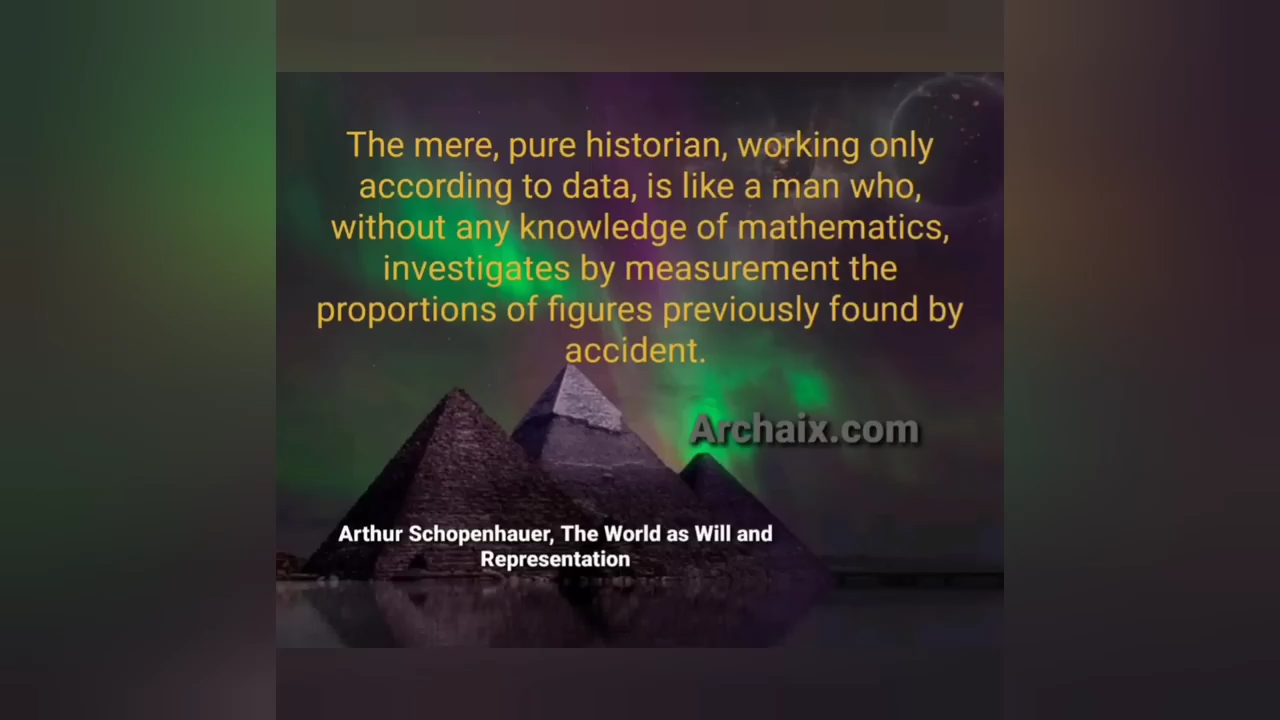 The mere, pure historian, working only
according to data, is like a man who,
without any knowledge of mathematics,
investigates by measurement the
proportions of figures previously found by
accident.
Archaix.com
Arthur Schopenhauer, The World as Will and
Representation